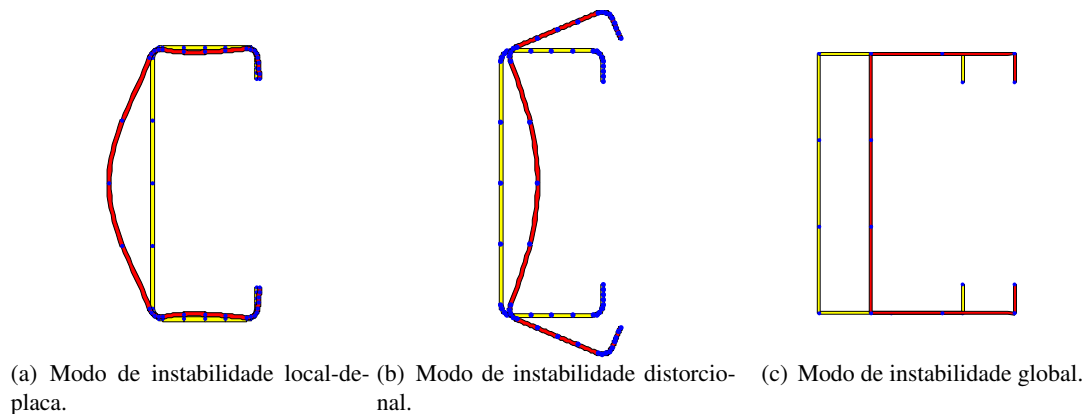 (a) Modo de instabilidade local-de-
placa.
(b) Modo de instabilidade distorcio-
nal.
(c) Modo de instabilidade global.